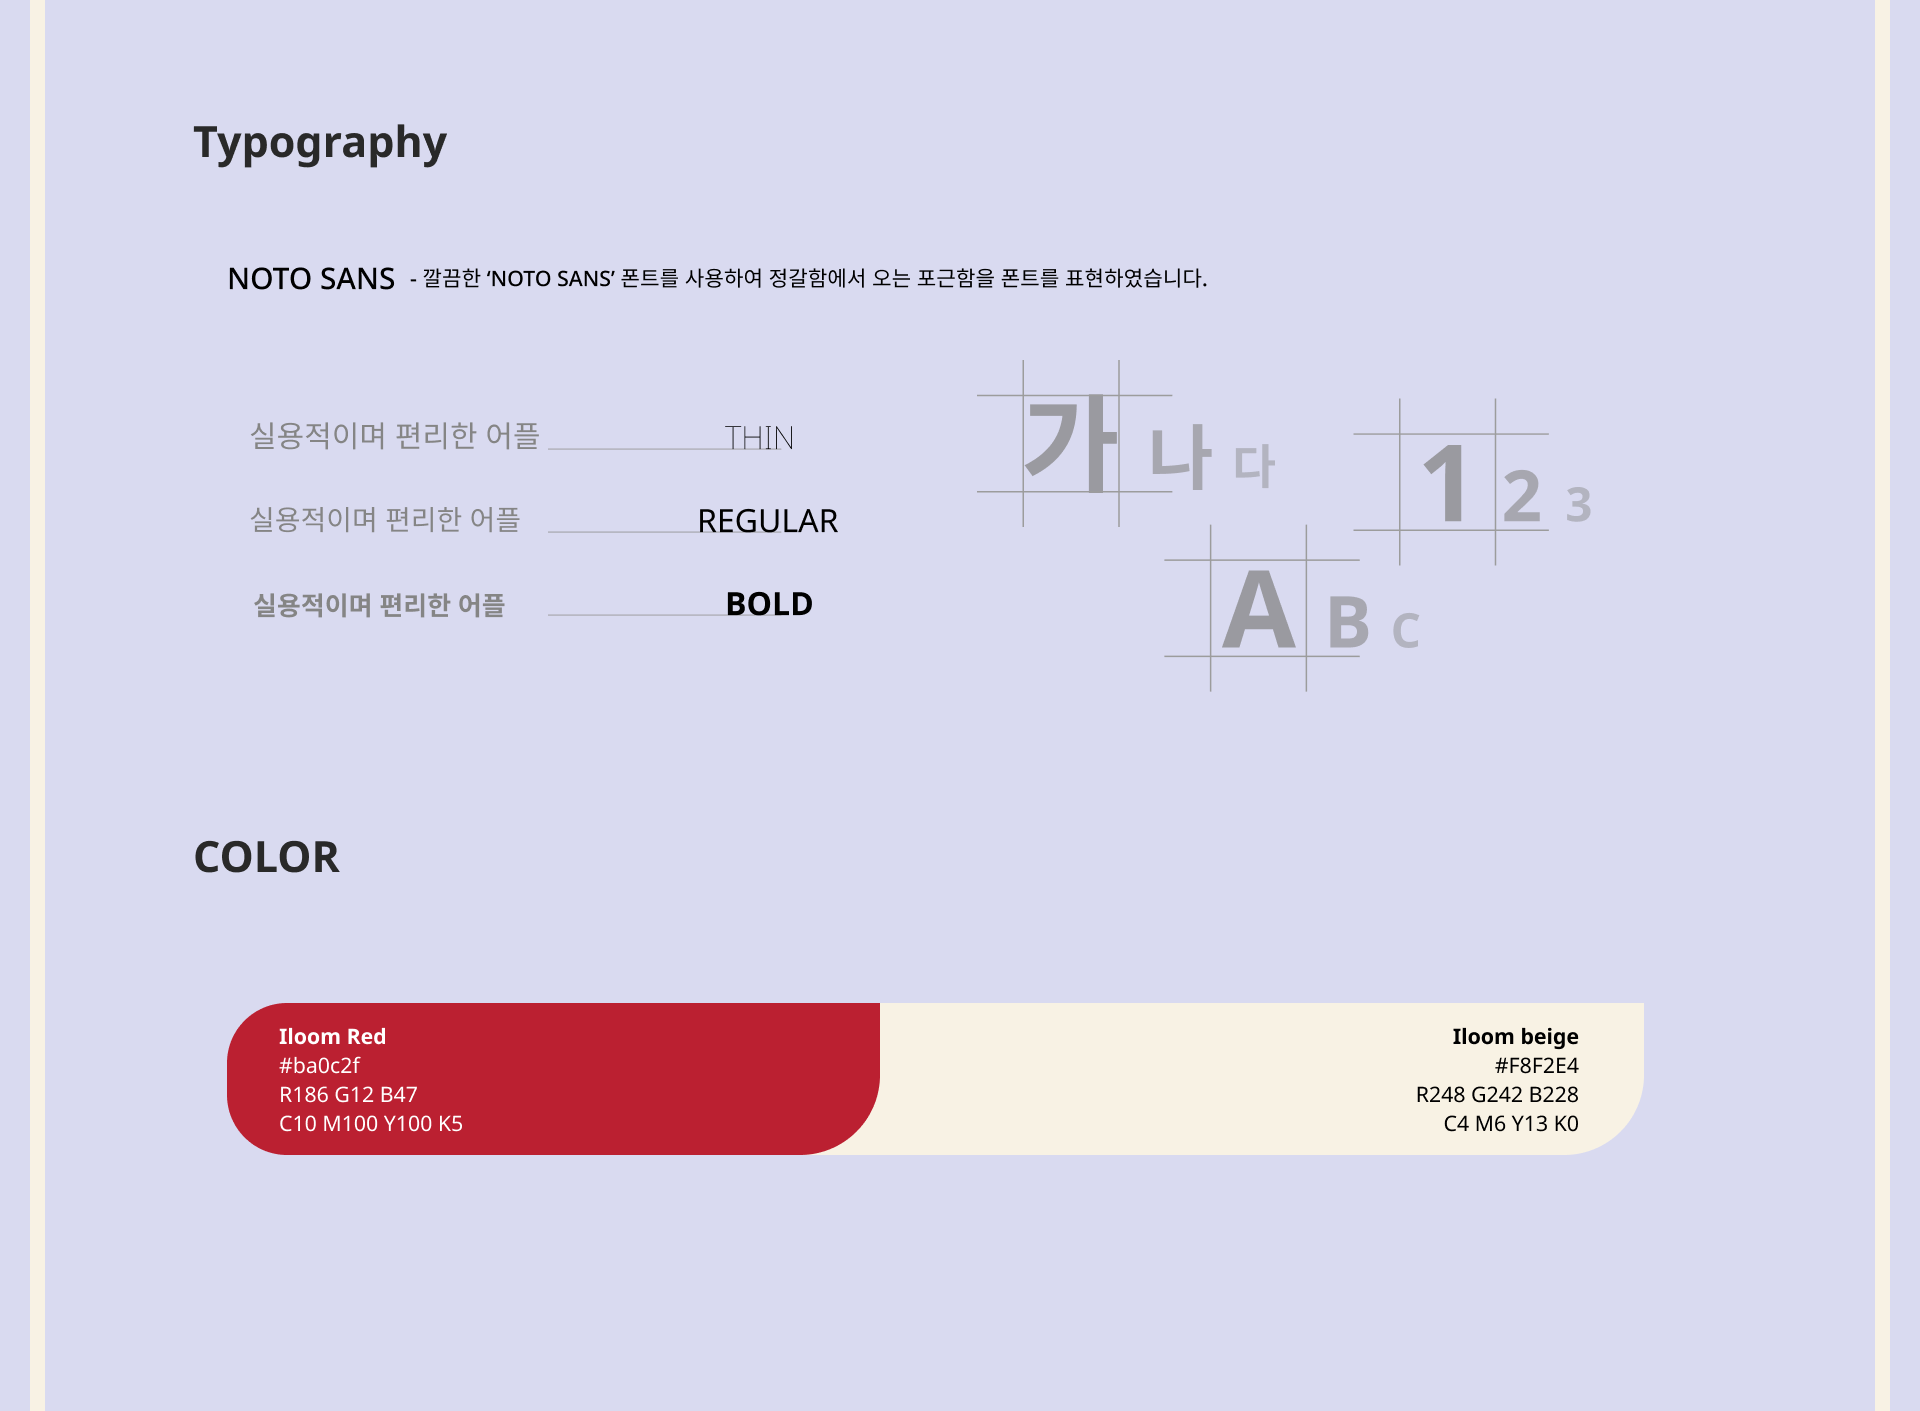 Typography
NOTO SANS - 깔끔한 ‘NOTO SANS’ 폰트를 사용하여 정갈함에서 오는 포근함을 폰트를 표현하였습니다.
실용적이며 편리한 어플 THIN
실용적이며 편리한 어플 REGULAR
실용적이며 편리한 어플 BOLD
가 나 다
1 2 3
A B C
COLOR
Iloom Red
#ba0c2f
R186 G12 B47
C10 M100 Y100 K5
Iloom beige
#F8F2E4
R248 G242 B228
C4 M6 Y13 K0